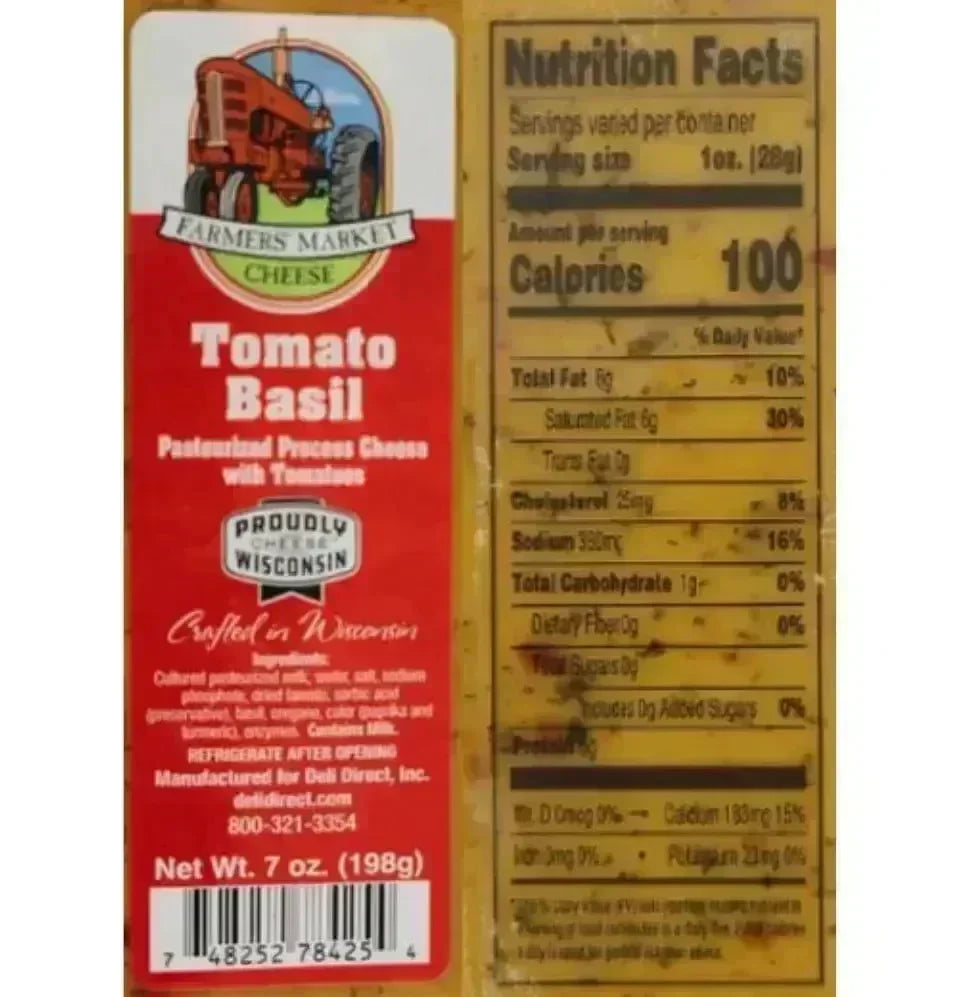 FARMERS' MARKET
CHEESE
Tomato
Basil
Pasteurized Process Cheese
with Tomatoes
PROUDLY
CHEESE
WISCONSIN
Crafted in Wisconsin
Ingredients:
Cultured pasteurized milk, water, salt, sodium
phosphate, dried tomato, sorbic acid
(preservative), basil, oregano, color (paprika and
turmeric), enzymes. Contains Milk.
REFRIGERATE AFTER OPENING
Manufactured for Deli Direct, Inc.
delidirect.com
800-321-3354
Net Wt. 7 oz. (198g)
7 48252 78425 4
Nutrition Facts
Servings varied per container
Serving size 1oz. (28g)
Amount per serving
Calories 100
% Daily Value*
Total Fat 10%
Saturated Fat 6g 30%
Trans Fat 0g
Cholesterol 25mg 8%
Sodium 16%
Total Carbohydrate 1g 0%
Dietary Fiber 0g 0%
Total Sugars 0g
Includes 0g Added Sugars 0%
Protein
Vit. D 0mcg 0% • Calcium 15%
Iron 0mg 0% • Potassium 0%